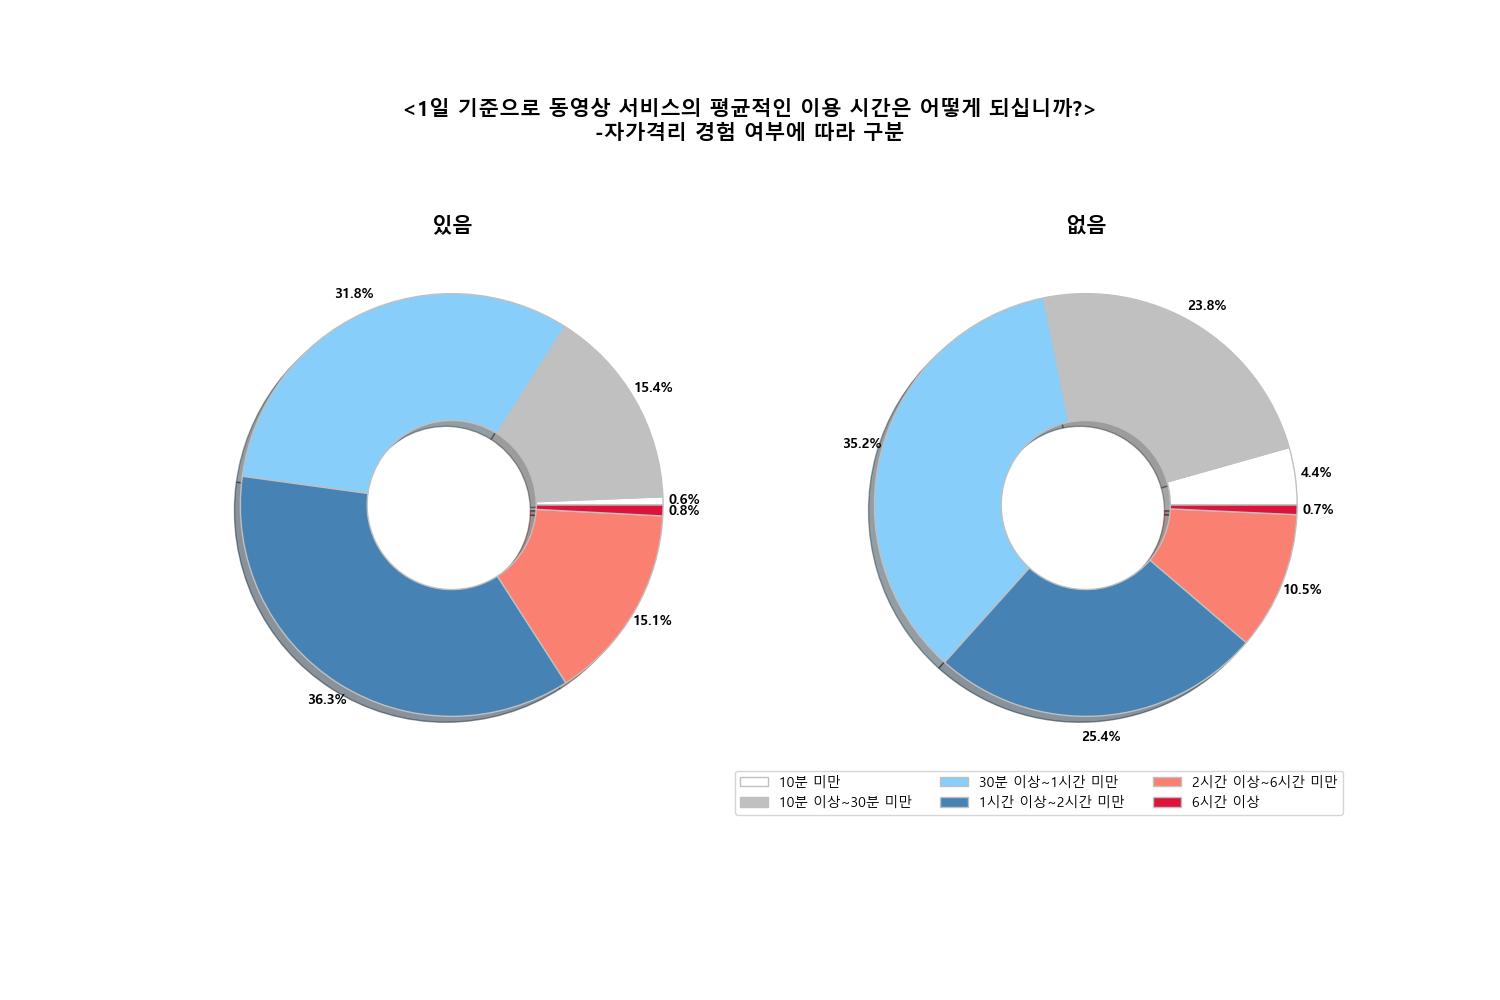 <1일 기준으로 동영상 서비스의 평균적인 이용 시간은 어떻게 되십니까?>
-자가격리 경험 여부에 따라 구분
있음
31.8%
15.4%
0.6%
0.8%
15.1%
36.3%
없음
23.8%
35.2%
4.4%
0.7%
10.5%
25.4%
10분 미만
10분 이상~30분 미만
30분 이상~1시간 미만
1시간 이상~2시간 미만
2시간 이상~6시간 미만
6시간 이상